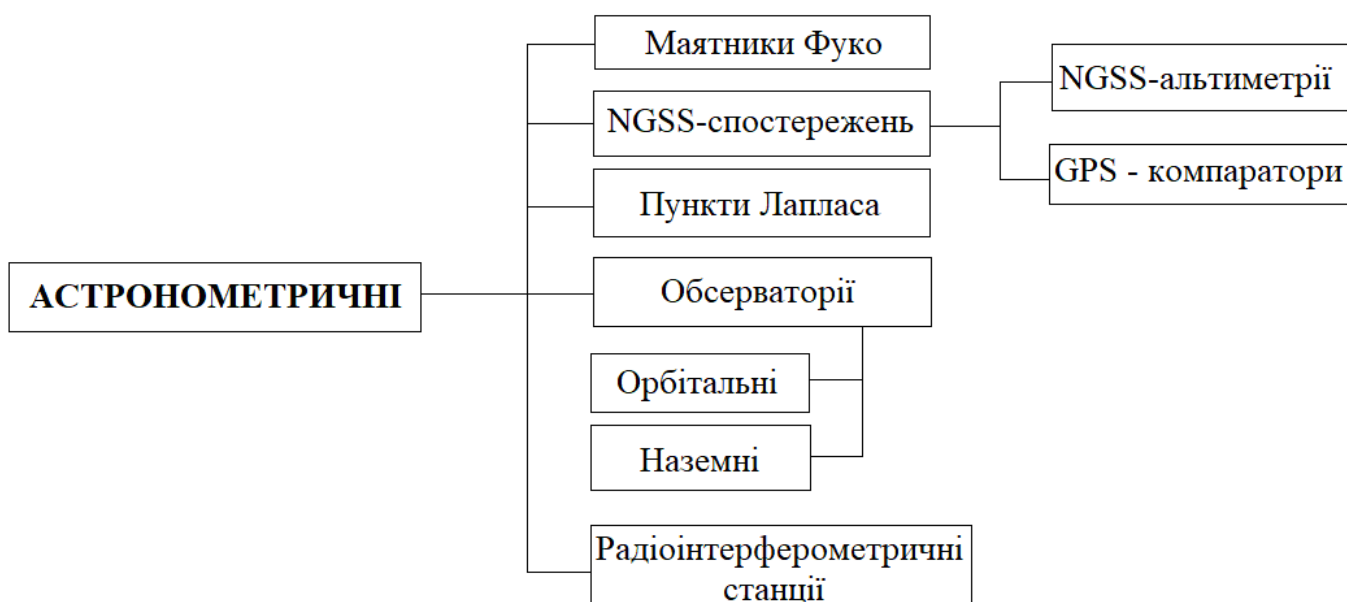 Маятники Фуко
NGSS-альтиметрії
NGSS-спостережень
GPS - компаратори
Пункти Лапласа
АСТРОНОМЕТРИЧНІ
Обсерваторії
Орбітальні
Наземні
Радіоінтерферометричні
станції